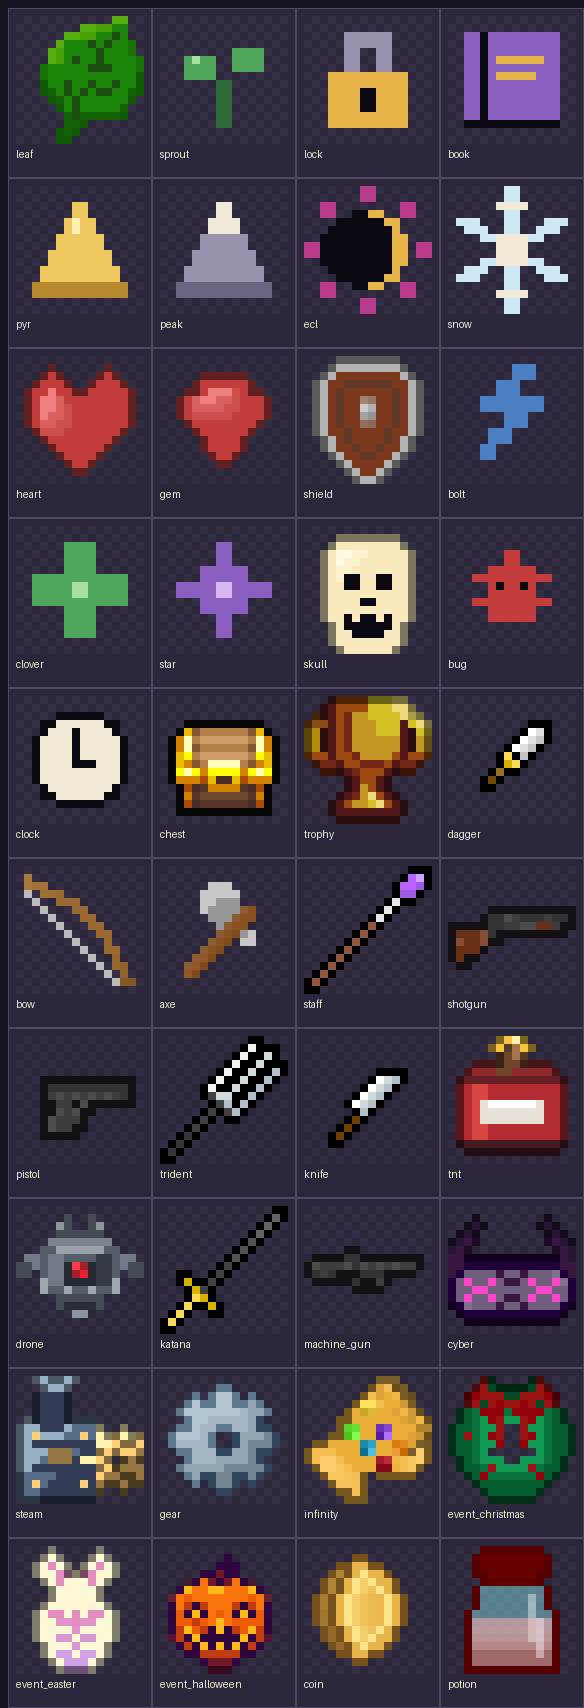 leaf sprout lock book
pyr peak ecl snow
heart gem shield bolt
clover star skull bug
clock chest trophy dagger
bow axe staff shotgun
pistol trident knife tnt
drone katana machine_gun cyber
steam gear infinity event_christmas
event_easter event_halloween coin potion